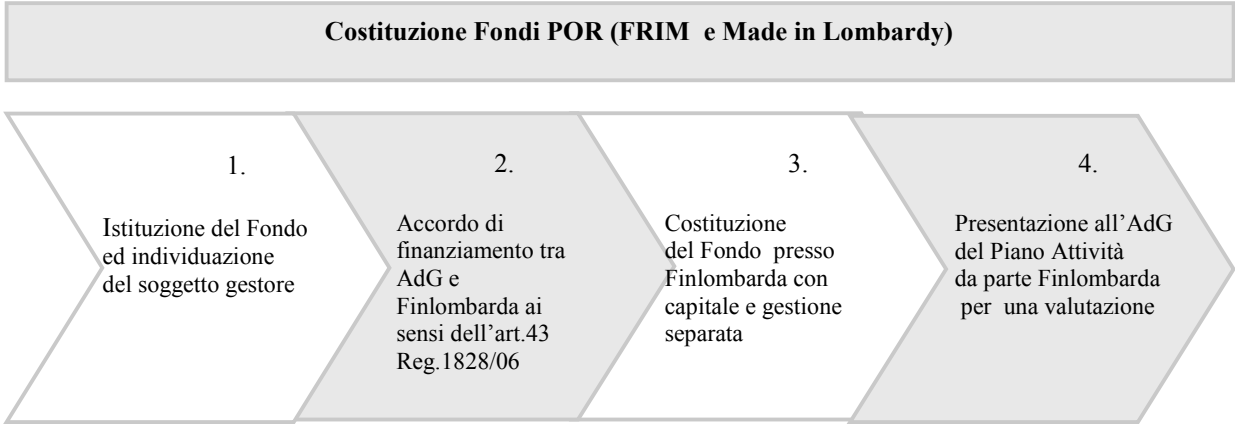 Costituzione Fondi POR (FRIM e Made in Lombardy)
1.
Istituzione del Fondo
ed individuazione
del soggetto gestore
2.
Accordo di
finanziamento tra
AdG e
Finlombarda ai
sensi dell’art.43
Reg.1828/06
3.
Costituzione
del Fondo presso
Finlombarda con
capitale e gestione
separata
4.
Presentazione all’AdG
del Piano Attività
da parte Finlombarda
per una valutazione